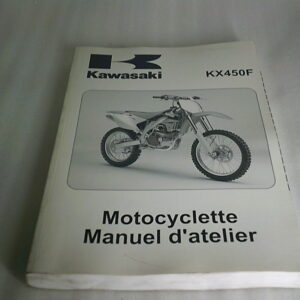 Kawasaki
KX450F
Motocyclette
Manuel d'atelier